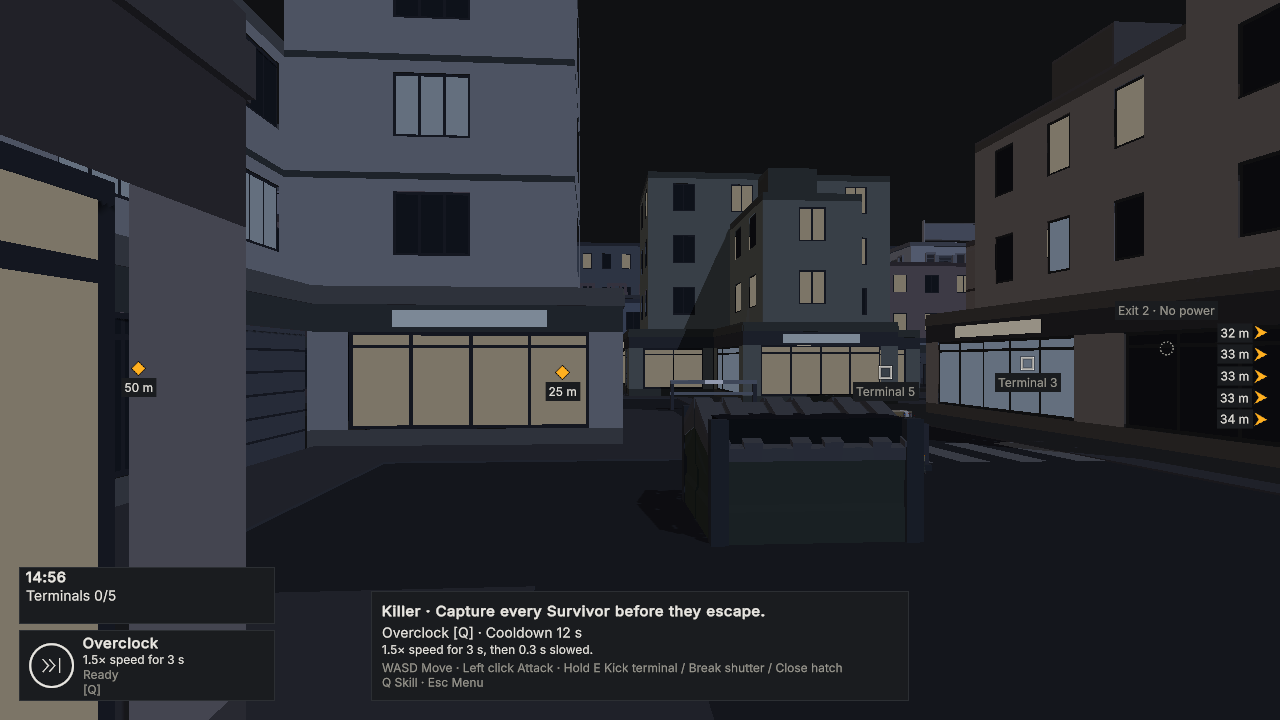 Exit 2 · No power
32 m
33 m
33 m
33 m
34 m
50 m
25 m
Terminal 5
Terminal 3
14:56
Terminals 0/5
Overclock
1.5× speed for 3 s
Ready
[Q]
Killer · Capture every Survivor before they escape.
Overclock [Q] · Cooldown 12 s
1.5× speed for 3 s, then 0.3 s slowed.
WASD Move · Left click Attack · Hold E Kick terminal / Break shutter / Close hatch
Q Skill · Esc Menu